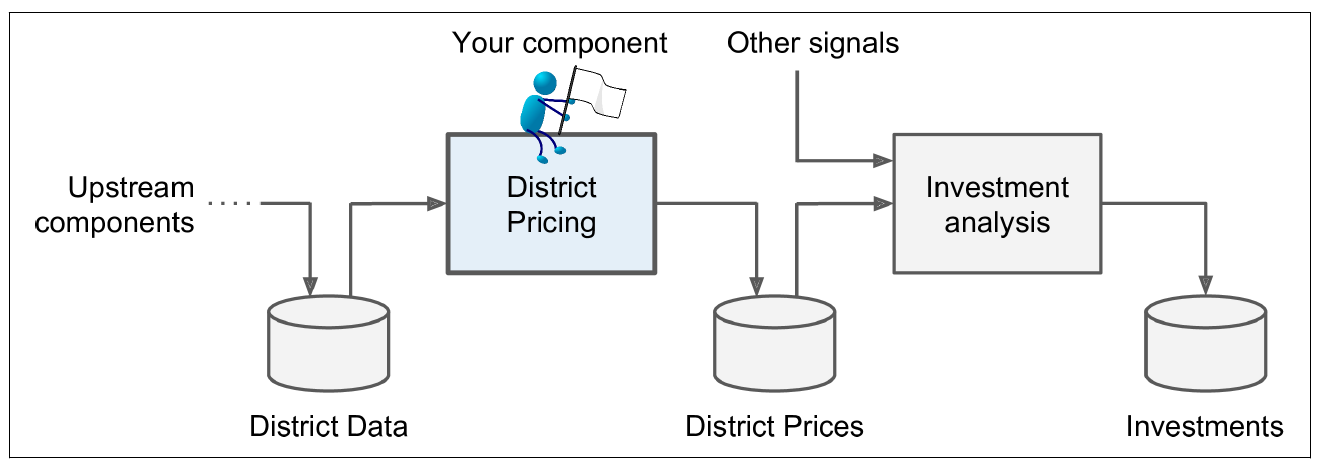 Your component
Other signals
Upstream
components
District
Pricing
Investment
analysis
District Data
District Prices
Investments